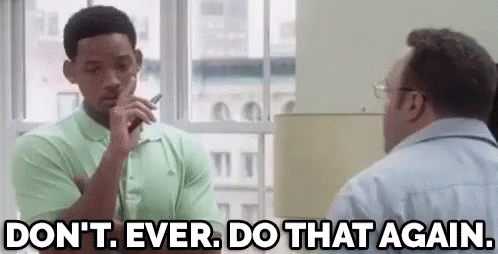 DON'T. EVER. DO THAT AGAIN.